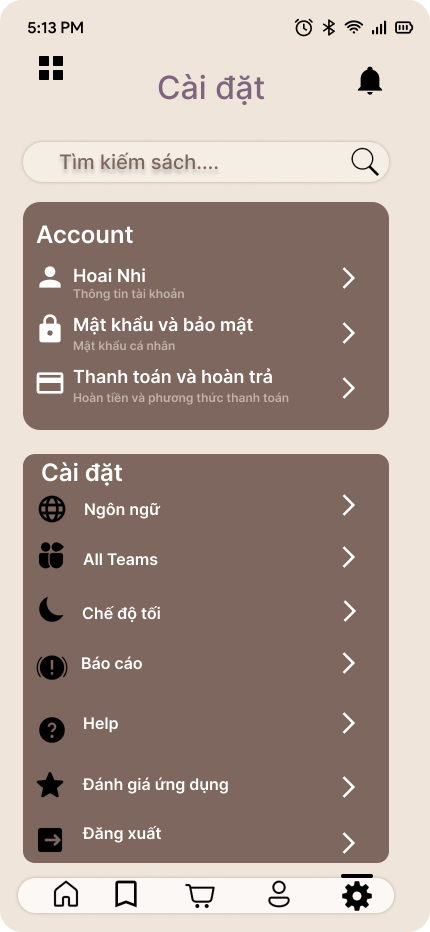 5:13 PM
Cài đặt
Tìm kiếm sách....
Account
Hoai Nhi
Thông tin tài khoản
Mật khẩu và bảo mật
Mật khẩu cá nhân
Thanh toán và hoàn trả
Hoàn tiền và phương thức thanh toán
Cài đặt
Ngôn ngữ
All Teams
Chế độ tối
Báo cáo
Help
Đánh giá ứng dụng
Đăng xuất